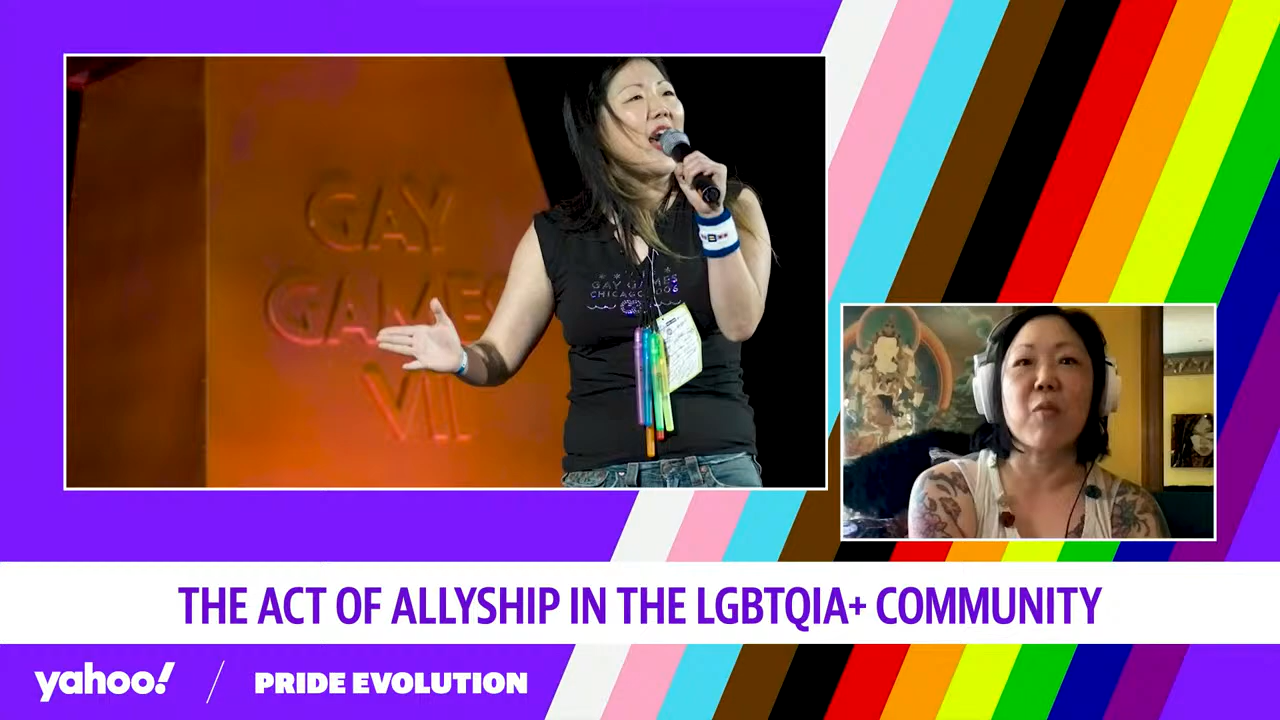 GAY
GAMES
VII
GAY GAMES
CHICAGO 2006
THE ACT OF ALLYSHIP IN THE LGBTQIA+ COMMUNITY
yahoo!
PRIDE EVOLUTION